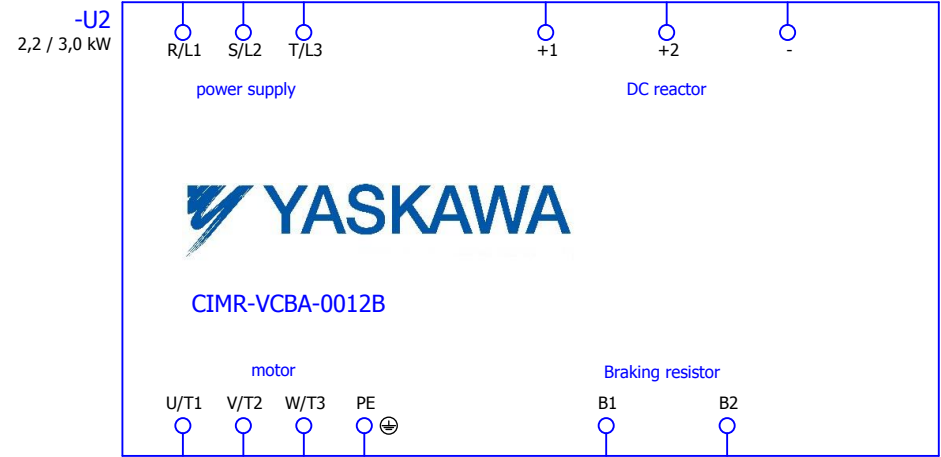 -U2
2,2 / 3,0 kW
R/L1 S/L2 T/L3 +1 +2 -
power supply DC reactor
YASKAWA
CIMR-VCBA-0012B
motor Braking resistor
U/T1 V/T2 W/T3 PE B1 B2